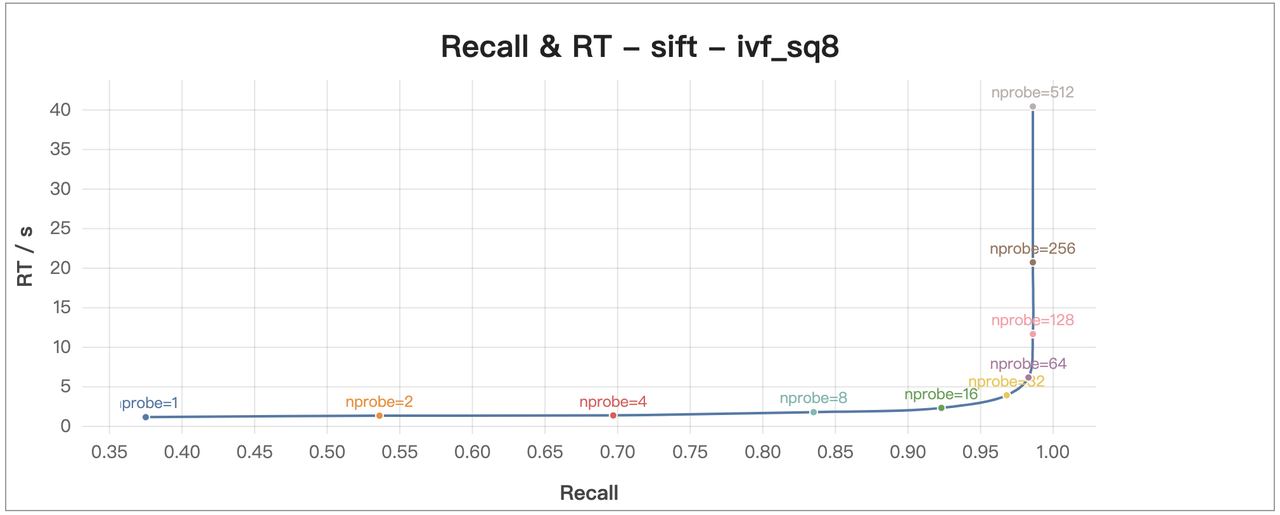 Recall & RT – sift – ivf_sq8
nprobe=512
40
35
30
RT / s
25
nprobe=256
20
15
nprobe=128
10
nprobe=64
nprobe=32
5
nprobe=1
nprobe=2
nprobe=4
nprobe=8
nprobe=16
0
0.35 0.40 0.45 0.50 0.55 0.60 0.65 0.70 0.75 0.80 0.85 0.90 0.95 1.00
Recall